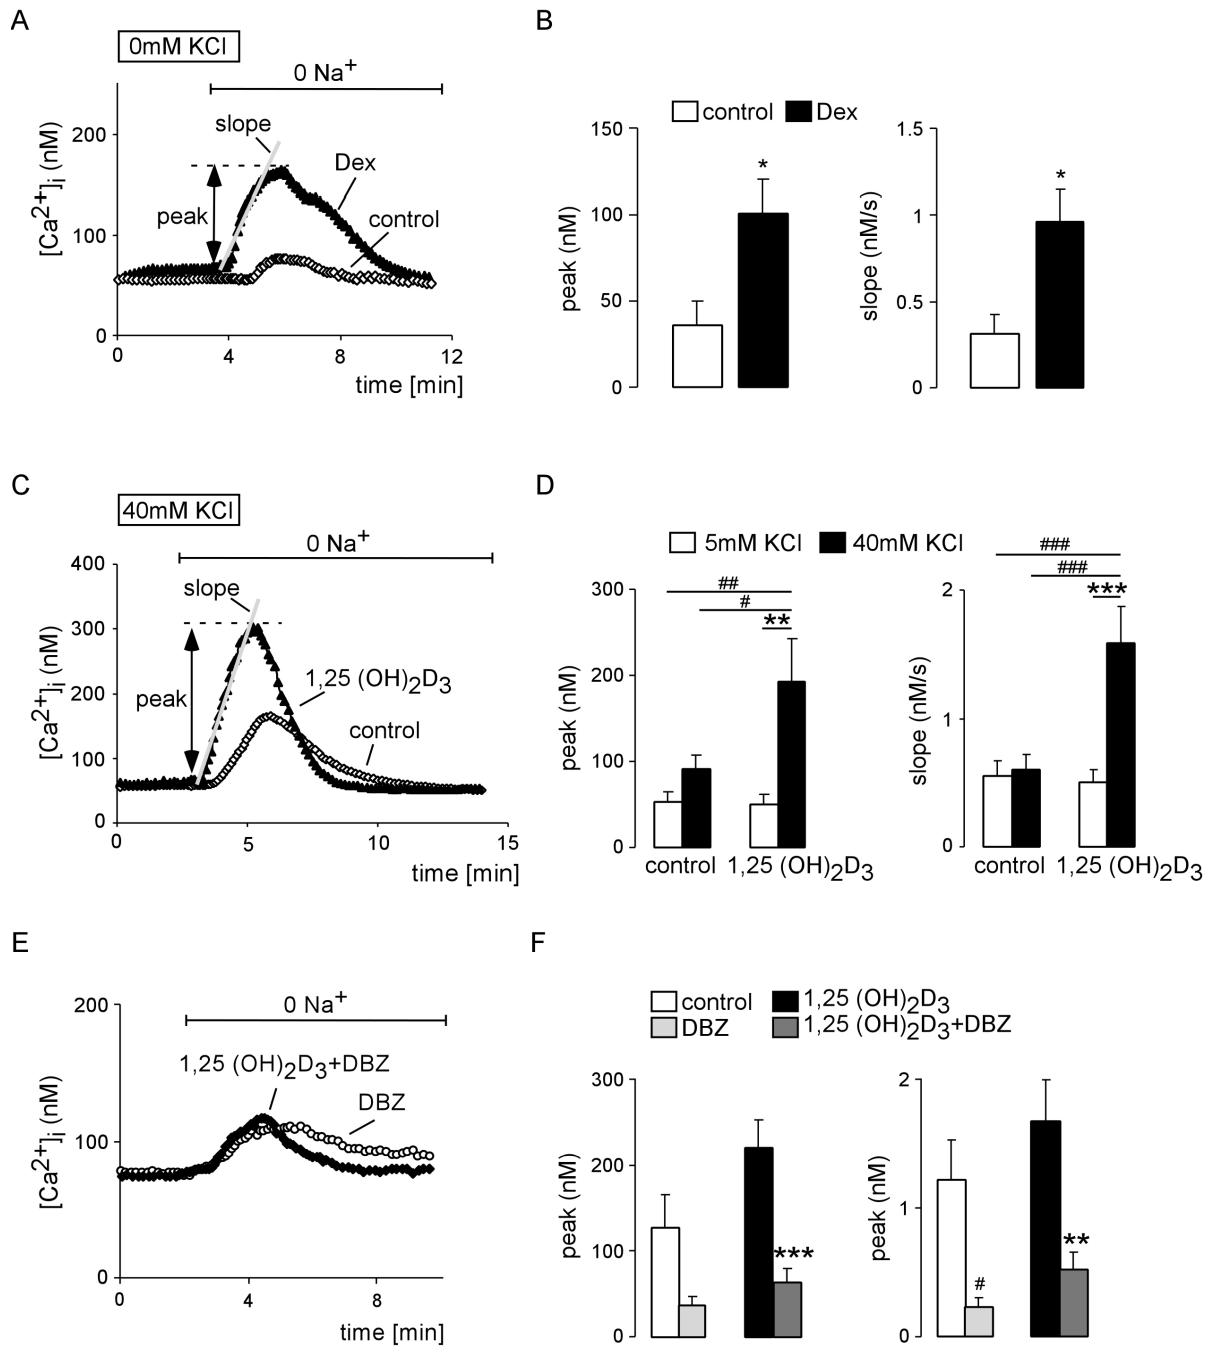 A
0mM KCl
0 Na+
[Ca2+]i (nM)
200
100
0
slope
peak
Dex
control
0 4 8 12
time [min]
B
control Dex
peak (nM)
150
100
50
0
*
slope (nM/s)
1.5
1
0.5
0
*
C
40mM KCl
0 Na+
[Ca2+]i (nM)
400
300
200
100
0
slope
peak
1,25 (OH)2D3
control
0 5 10 15
time [min]
D
5mM KCl 40mM KCl
peak (nM)
300
200
100
0
##
#
**
control 1,25 (OH)2D3
slope (nM/s)
2
1
0
###
###
***
control 1,25 (OH)2D3
E
0 Na+
[Ca2+]i (nM)
200
100
0
1,25 (OH)2D3+DBZ
DBZ
0 4 8
time [min]
F
control 1,25 (OH)2D3
DBZ 1,25 (OH)2D3+DBZ
peak (nM)
300
200
100
0
***
peak (nM)
2
1
0
#
**